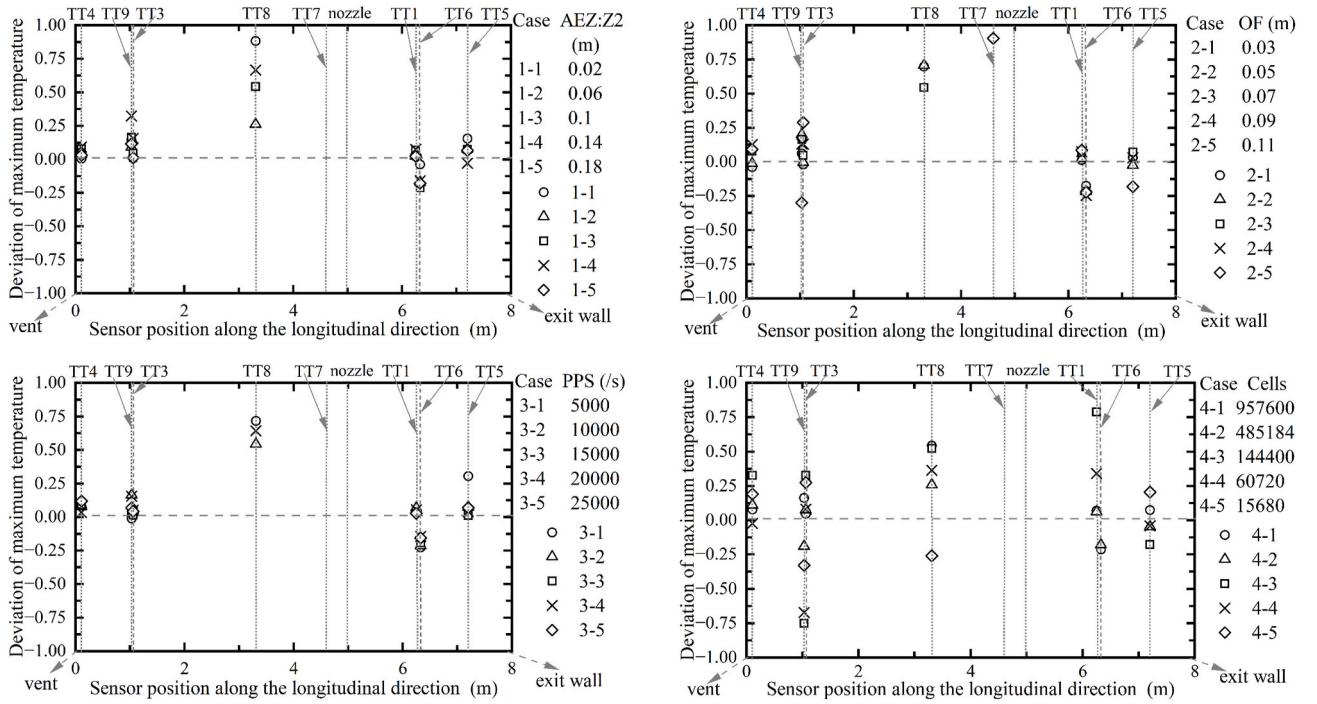 TT4 TT9 TT3 TT8 TT7 nozzle TT1 TT6 TT5
Case AEZ:Z2
(m)
1-1 0.02
1-2 0.06
1-3 0.1
1-4 0.14
1-5 0.18
1-1
1-2
1-3
1-4
1-5
Deviation of maximum temperature
1.00
0.75
0.50
0.25
0.00
−0.25
−0.50
−0.75
−1.00
0 2 4 6 8
vent
Sensor position along the longitudinal direction (m)
exit wall
TT4 TT9 TT3 TT8 TT7 nozzle TT1 TT6 TT5
Case OF (m)
2-1 0.03
2-2 0.05
2-3 0.07
2-4 0.09
2-5 0.11
2-1
2-2
2-3
2-4
2-5
Deviation of maximum temperature
1.00
0.75
0.50
0.25
0.00
−0.25
−0.50
−0.75
−1.00
0 2 4 6 8
vent
Sensor position along the longitudinal direction (m)
exit wall
TT4 TT9 TT3 TT8 TT7 nozzle TT1 TT6 TT5
Case PPS (/s)
3-1 5000
3-2 10000
3-3 15000
3-4 20000
3-5 25000
3-1
3-2
3-3
3-4
3-5
Deviation of maximum temperature
1.00
0.75
0.50
0.25
0.00
−0.25
−0.50
−0.75
−1.00
0 2 4 6 8
vent
Sensor position along the longitudinal direction (m)
exit wall
TT4 TT9 TT3 TT8 TT7 nozzle TT1 TT6 TT5
Case Cells
4-1 957600
4-2 485184
4-3 144400
4-4 60720
4-5 15680
4-1
4-2
4-3
4-4
4-5
Deviation of maximum temperature
1.00
0.75
0.50
0.25
0.00
−0.25
−0.50
−0.75
−1.00
0 2 4 6 8
vent
Sensor position along the longitudinal direction (m)
exit wall